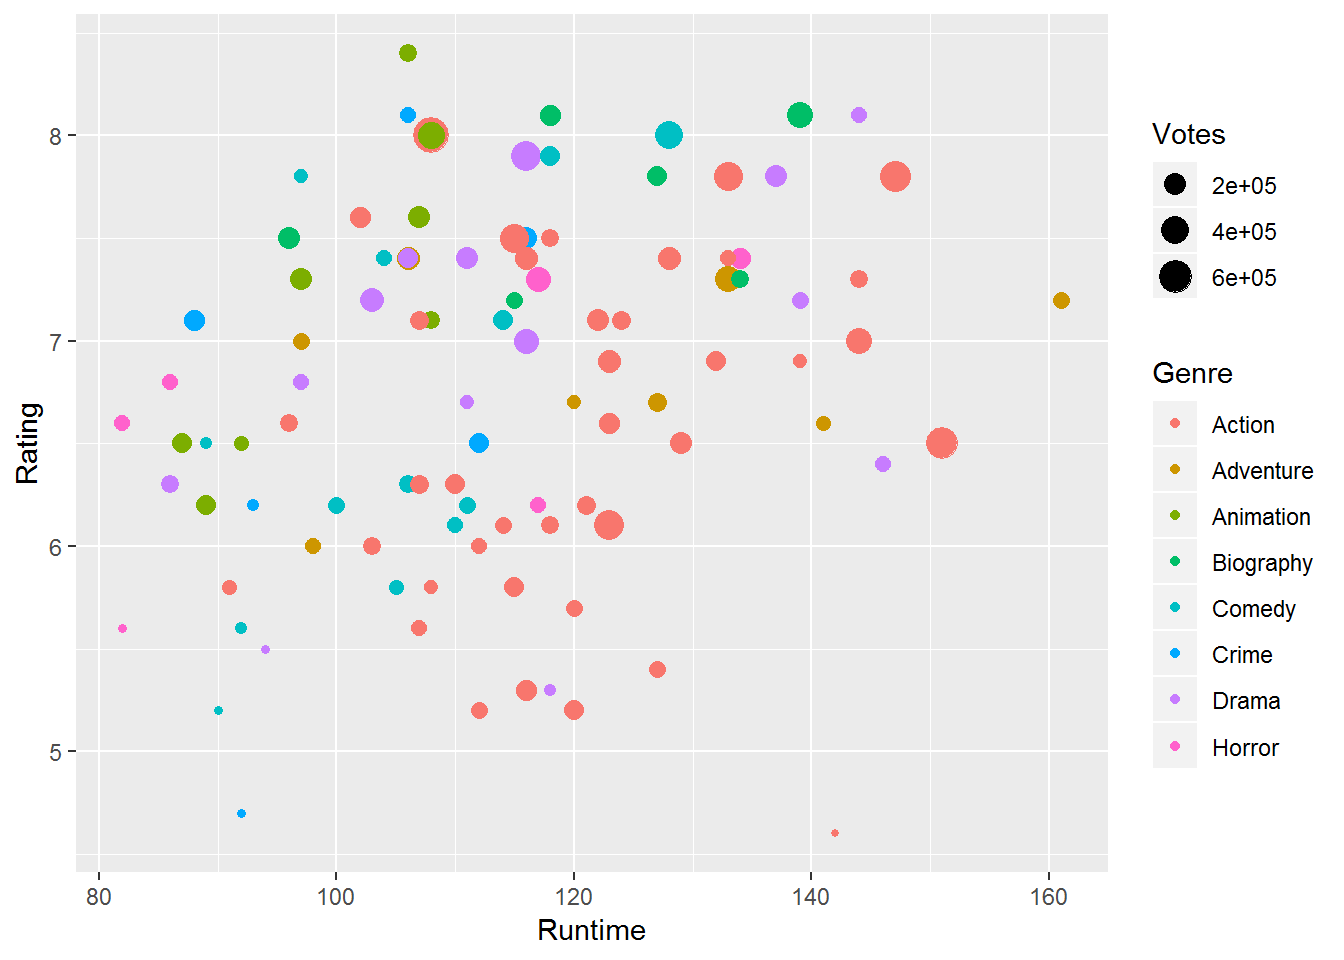 8
7
6
5
80
100
120
140
160
Runtime
Rating
Votes
2e+05
4e+05
6e+05
Genre
Action
Adventure
Animation
Biography
Comedy
Crime
Drama
Horror